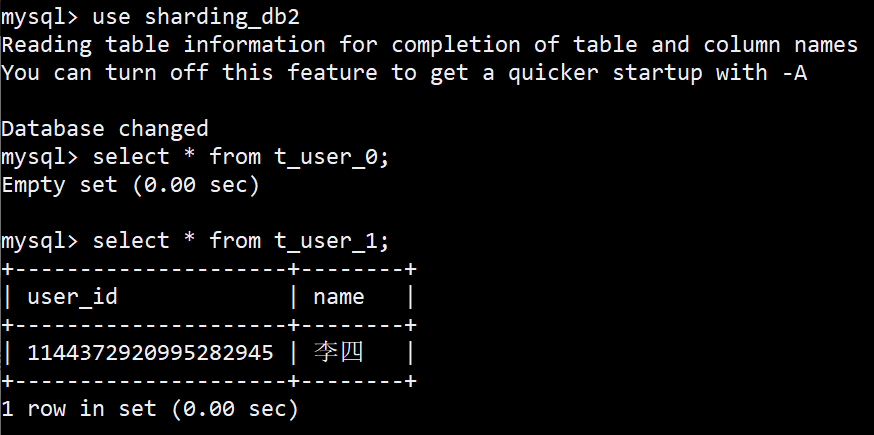 mysql> use sharding_db2
Reading table information for completion of table and column names
You can turn off this feature to get a quicker startup with -A
Database changed
mysql> select * from t_user_0;
Empty set (0.00 sec)
mysql> select * from t_user_1;
+---------------------+--------+
| user_id             | name   |
+---------------------+--------+
| 1144372920995282945 | 李四   |
+---------------------+--------+
1 row in set (0.00 sec)